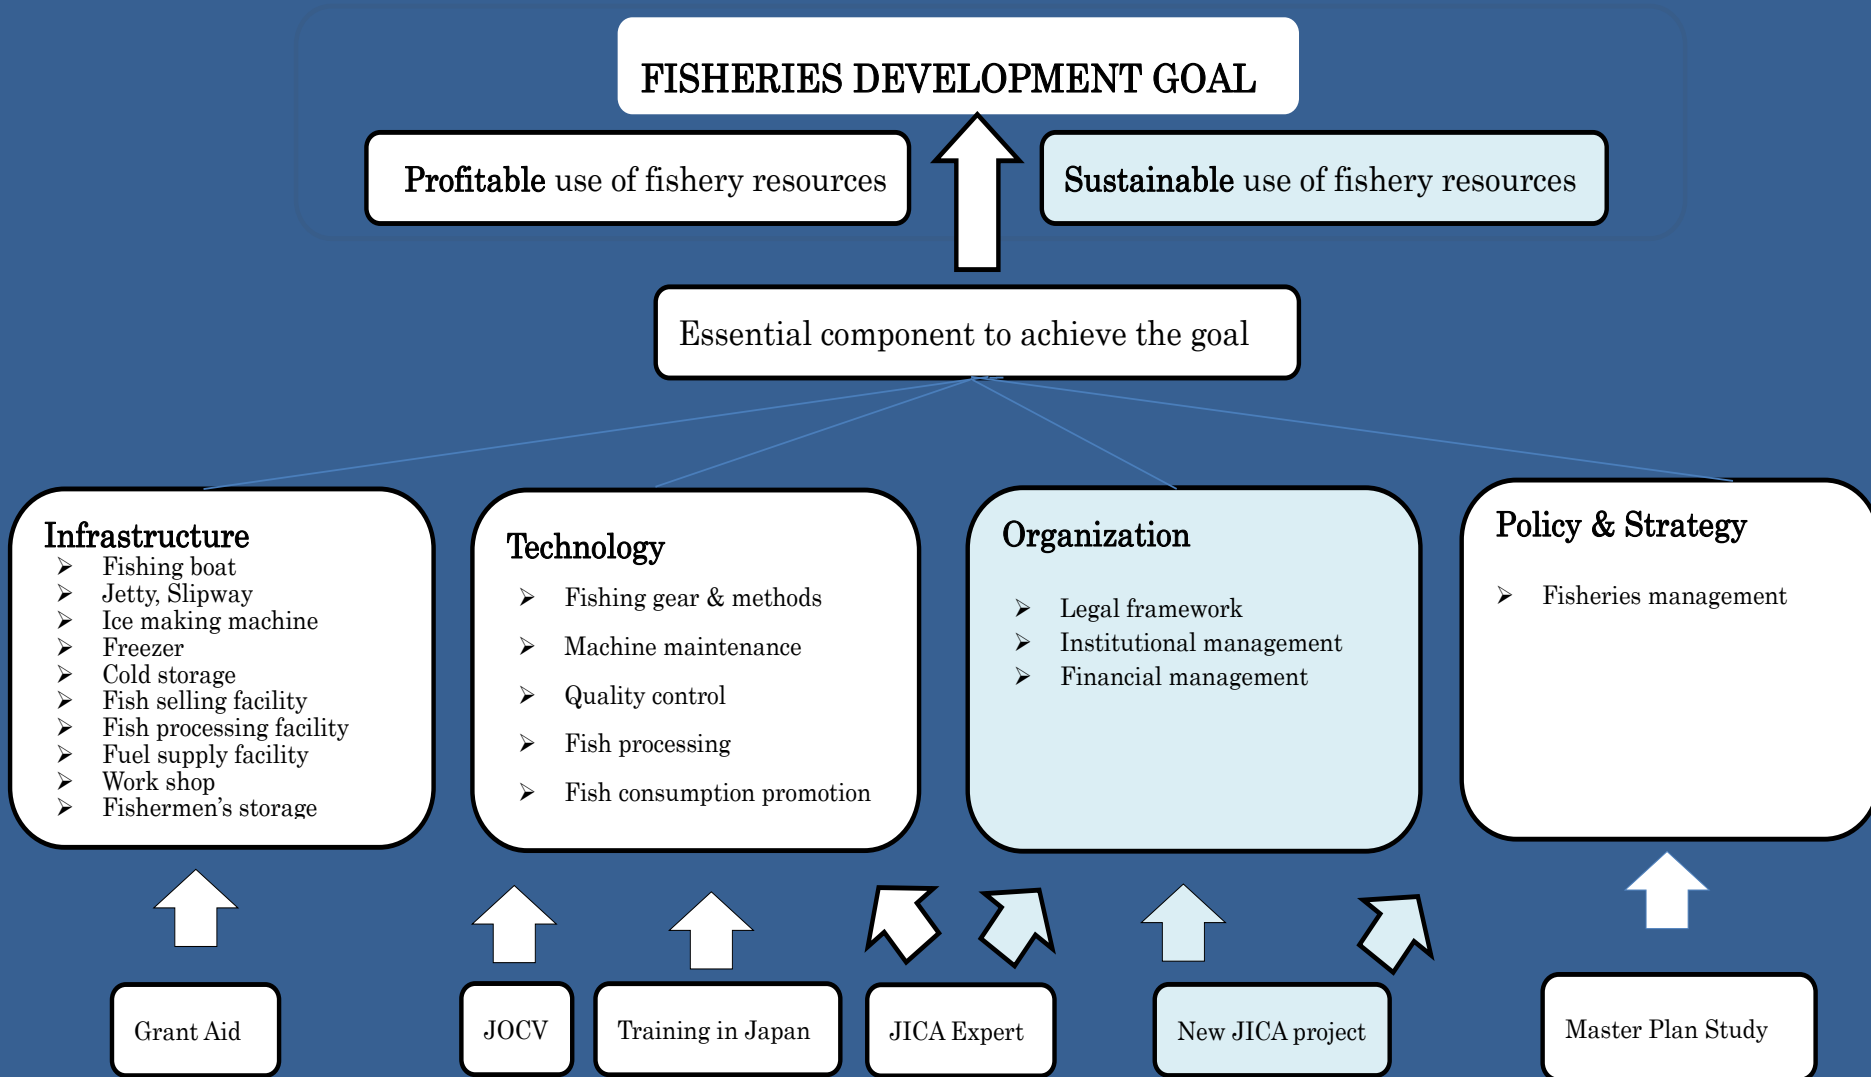 FISHERIES DEVELOPMENT GOAL
Profitable use of fishery resources
Sustainable use of fishery resources
Essential component to achieve the goal
Infrastructure
➢ Fishing boat
➢ Jetty, Slipway
➢ Ice making machine
➢ Freezer
➢ Cold storage
➢ Fish selling facility
➢ Fish processing facility
➢ Fuel supply facility
➢ Work shop
➢ Fishermen’s storage
Technology
➢ Fishing gear & methods
➢ Machine maintenance
➢ Quality control
➢ Fish processing
➢ Fish consumption promotion
Organization
➢ Legal framework
➢ Institutional management
➢ Financial management
Policy & Strategy
➢ Fisheries management
Grant Aid
JOCV
Training in Japan
JICA Expert
New JICA project
Master Plan Study